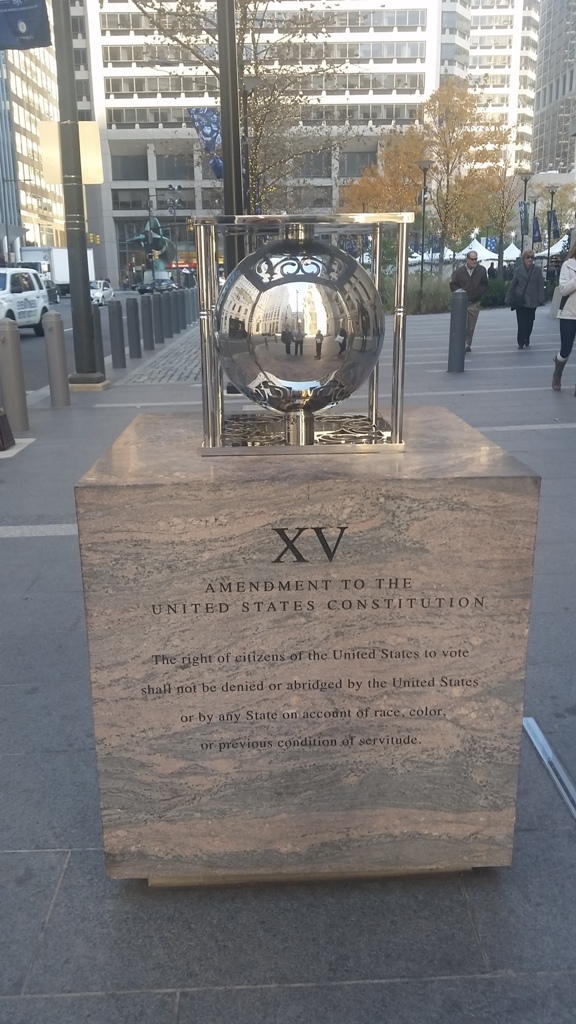 XV
AMENDMENT TO THE
UNITED STATES CONSTITUTION
The right of citizens of the United States to vote
shall not be denied or abridged by the United States
or by any State on account of race, color,
or previous condition of servitude.